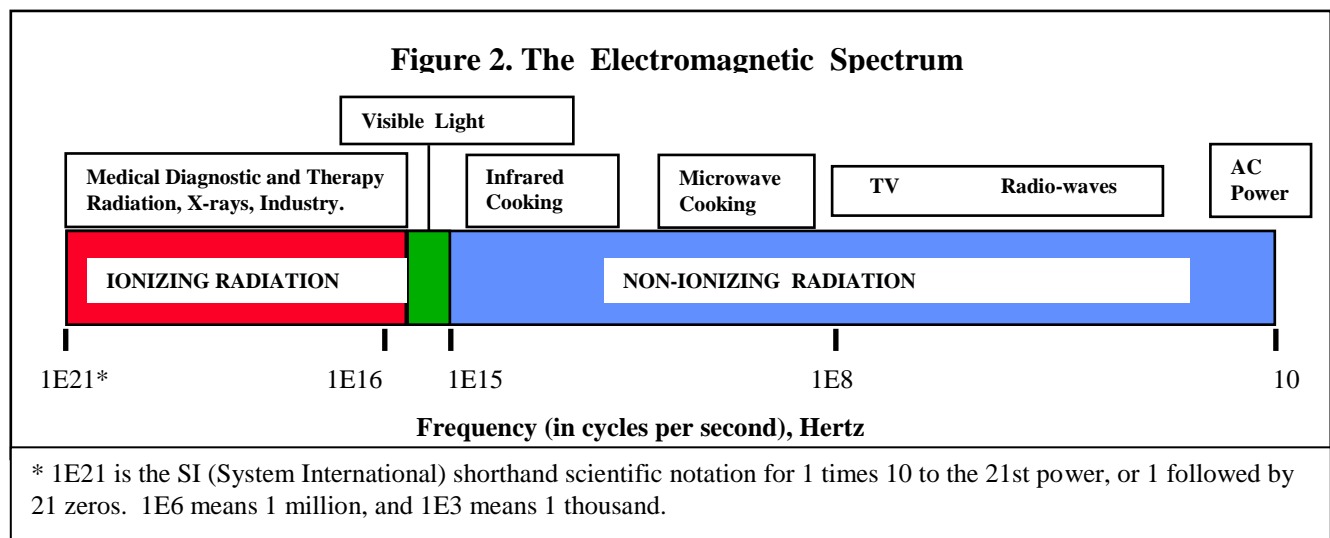 Figure 2. The Electromagnetic Spectrum
Visible Light
Medical Diagnostic and Therapy
Radiation, X-rays, Industry.
Infrared
Cooking
Microwave
Cooking
TV Radio-waves
AC
Power
IONIZING RADIATION
NON-IONIZING RADIATION
1E21* 1E16 1E15 1E8 10
Frequency (in cycles per second), Hertz
* 1E21 is the SI (System International) shorthand scientific notation for 1 times 10 to the 21st power, or 1 followed by
21 zeros. 1E6 means 1 million, and 1E3 means 1 thousand.